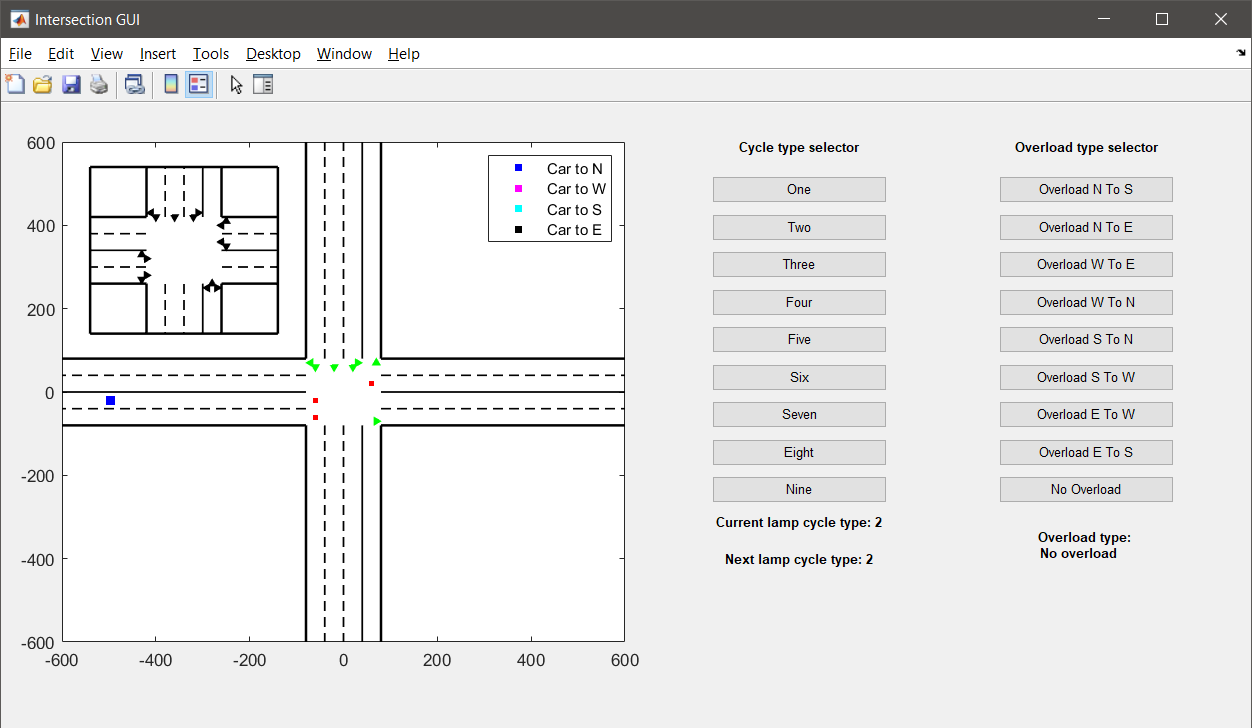 Intersection GUI
File Edit View Insert Tools Desktop Window Help
600
400
200
0
-200
-400
-600
-600 -400 -200 0 200 400 600
Car to N
Car to W
Car to S
Car to E
Cycle type selector
One
Two
Three
Four
Five
Six
Seven
Eight
Nine
Current lamp cycle type: 2
Next lamp cycle type: 2
Overload type selector
Overload N To S
Overload N To E
Overload W To E
Overload W To N
Overload S To N
Overload S To W
Overload E To W
Overload E To S
No Overload
Overload type:
No overload